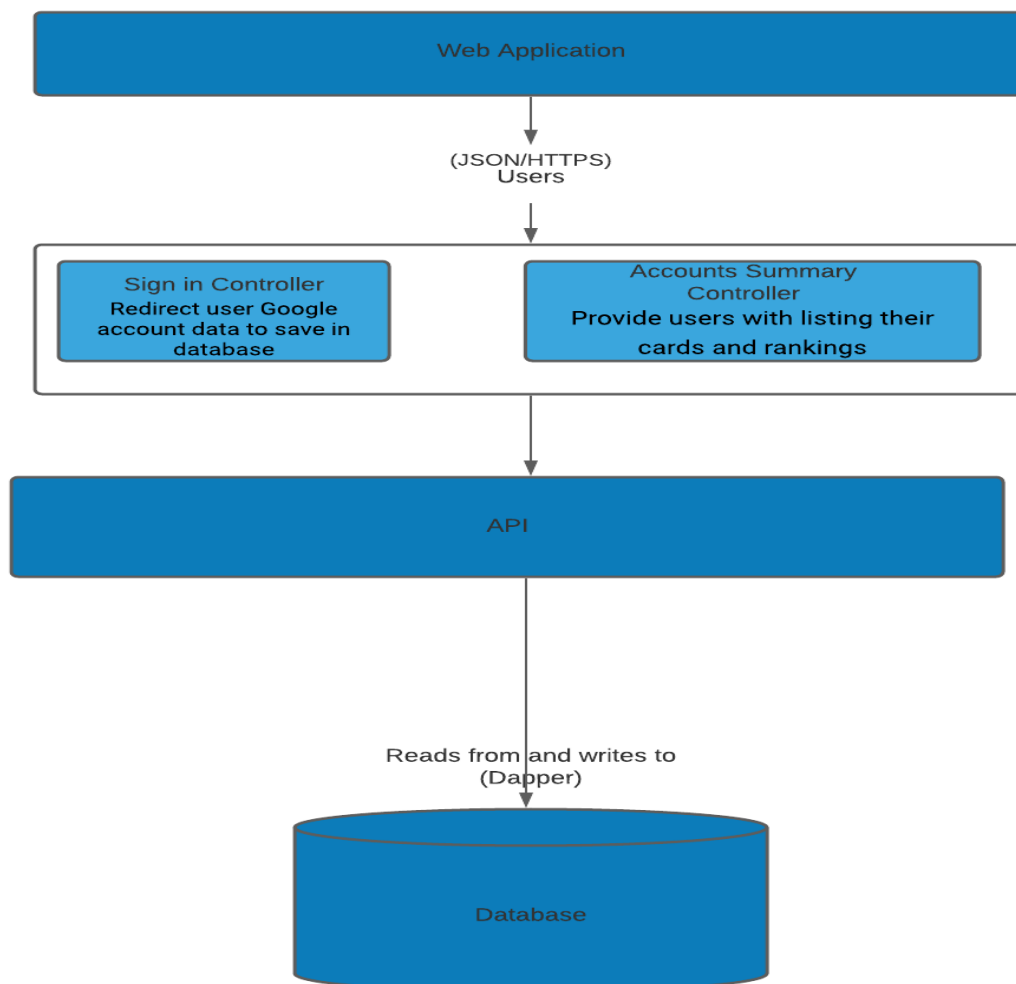 Web Application
(JSON/HTTPS)
Users
Sign in Controller
Redirect user Google
account data to save in
database
Accounts Summary
Controller
Provide users with listing their
cards and rankings
API
Reads from and writes to
(Dapper)
Database